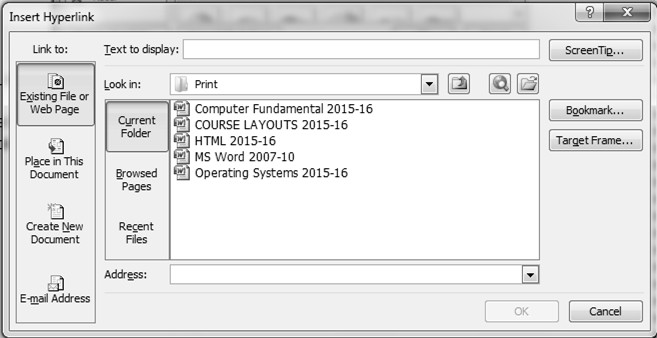 Insert Hyperlink
Link to:
Text to display:
ScreenTip...
Existing File or
Web Page
Look in:
Print
Current
Folder
Computer Fundamental 2015-16
COURSE LAYOUTS 2015-16
HTML 2015-16
MS Word 2007-10
Operating Systems 2015-16
Bookmark...
Target Frame...
Place in This
Document
Browsed
Pages
Create New
Document
Recent
Files
E-mail Address
Address:
OK
Cancel